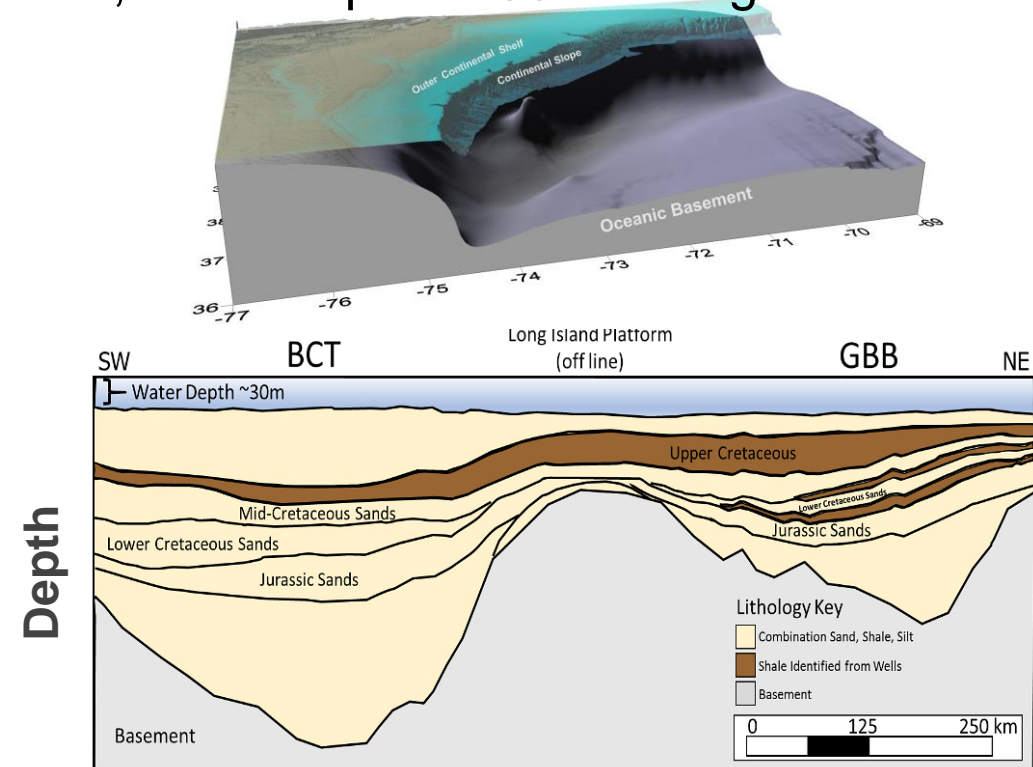 Outer Continental Shelf
Continental Slope
Oceanic Basement
37
36
-77
-76
-75
-74
-73
-72
-71
-70
-69
Long Island Platform
(off line)
SW
BCT
GBB
NE
Water Depth ~30m
Upper Cretaceous
Mid-Cretaceous Sands
Lower Cretaceous Sands
Lower Cretaceous Sands
Jurassic Sands
Jurassic Sands
Depth
Basement
Lithology Key
Combination Sand, Shale, Silt
Shale Identified from Wells
Basement
0 125 250 km